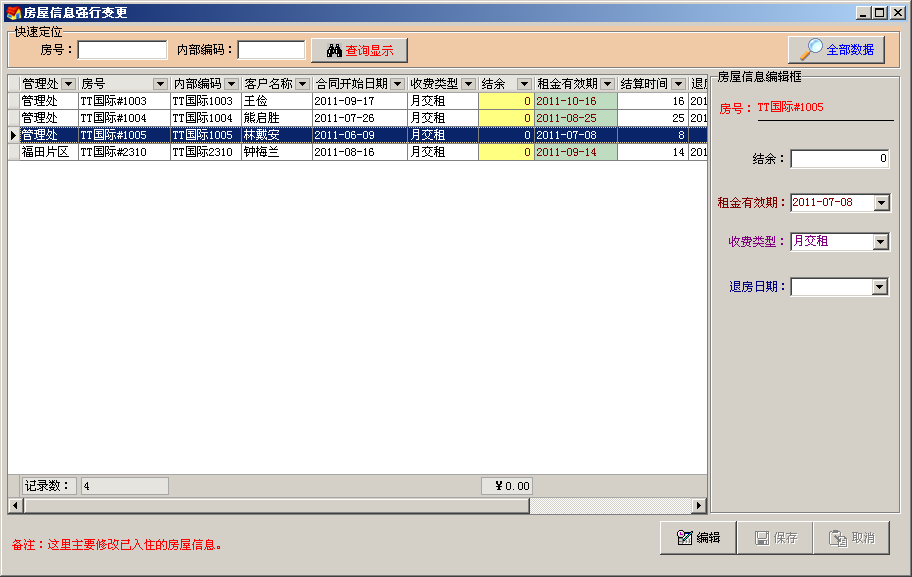 房屋信息强行变更
快速定位
房号： 内部编码： 查询显示 全部数据
管理处 房号 内部编码 客户名称 合同开始日期 收费类型 结余 租金有效期 结算时间 退房
管理处 TT国际#1003 TT国际1003 王俭 2011-09-17 月交租 0 2011-10-16 16 201
管理处 TT国际#1004 TT国际1004 熊启胜 2011-07-26 月交租 0 2011-08-25 25 201
管理处 TT国际#1005 TT国际1005 林戴安 2011-06-09 月交租 0 2011-07-08 8
福田片区 TT国际#2310 TT国际2310 钟梅兰 2011-08-16 月交租 0 2011-09-14 14 201
记录数： 4 ￥0.00
房屋信息编辑框
房号：TT国际#1005
结余： 0
租金有效期：2011-07-08
收费类型：月交租
退房日期：
备注：这里主要修改已入住的房屋信息。
编辑 保存 取消